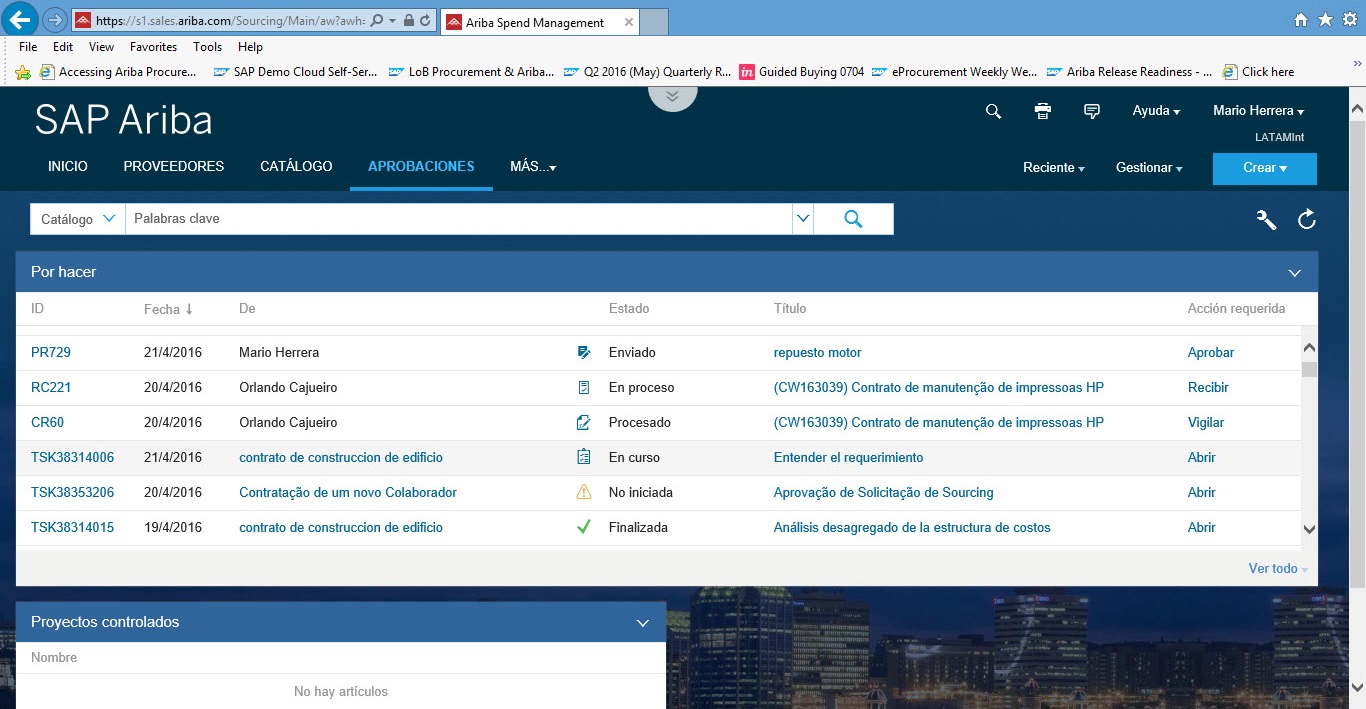 https://s1.sales.ariba.com/Sourcing/Main/aw?awh=
Ariba Spend Management
File Edit View Favorites Tools Help
Accessing Ariba Procure... SAP Demo Cloud Self-Ser... LoB Procurement & Ariba... Q2 2016 (May) Quarterly R... in Guided Buying 0704 eProcurement Weekly We... Ariba Release Readiness - ... Click here
SAP Ariba
Ayuda Mario Herrera
LATAMInt
INICIO PROVEEDORES CATÁLOGO APROBACIONES MÁS... Reciente Gestionar Crear
Catálogo Palabras clave
Por hacer
ID Fecha ↓ De Estado Título Acción requerida
PR729 21/4/2016 Mario Herrera Enviado repuesto motor Aprobar
RC221 20/4/2016 Orlando Cajueiro En proceso (CW163039) Contrato de manutenção de impressoas HP Recibir
CR60 20/4/2016 Orlando Cajueiro Procesado (CW163039) Contrato de manutenção de impressoas HP Vigilar
TSK38314006 21/4/2016 contrato de construccion de edificio En curso Entender el requerimiento Abrir
TSK38353206 20/4/2016 Contratação de um novo Colaborador No iniciada Aprovação de Solicitação de Sourcing Abrir
TSK38314015 19/4/2016 contrato de construccion de edificio Finalizada Análisis desagregado de la estructura de costos Abrir
Ver todo
Proyectos controlados
Nombre
No hay artículos